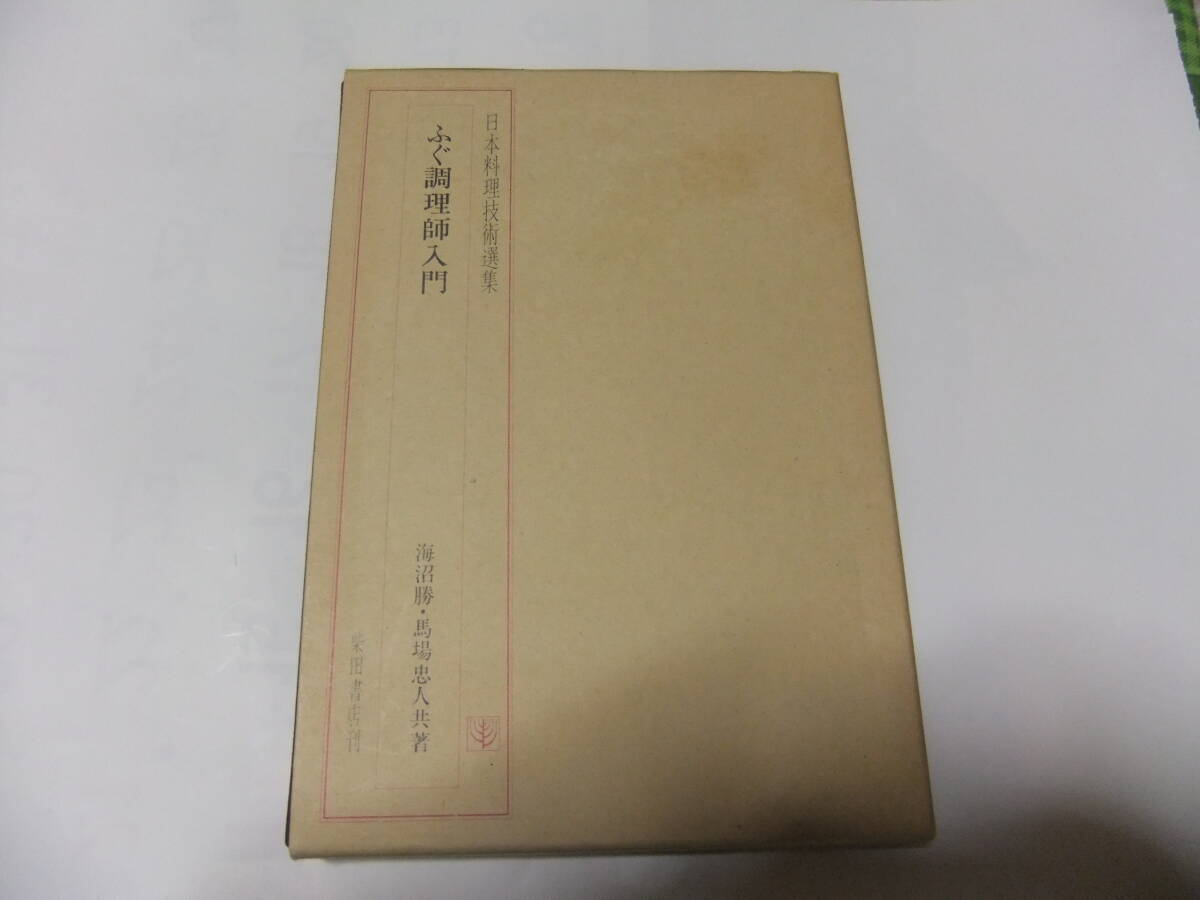 日本料理技術選集
ふぐ調理師入門
海沼勝・馬場忠人共著
柴田書店刊